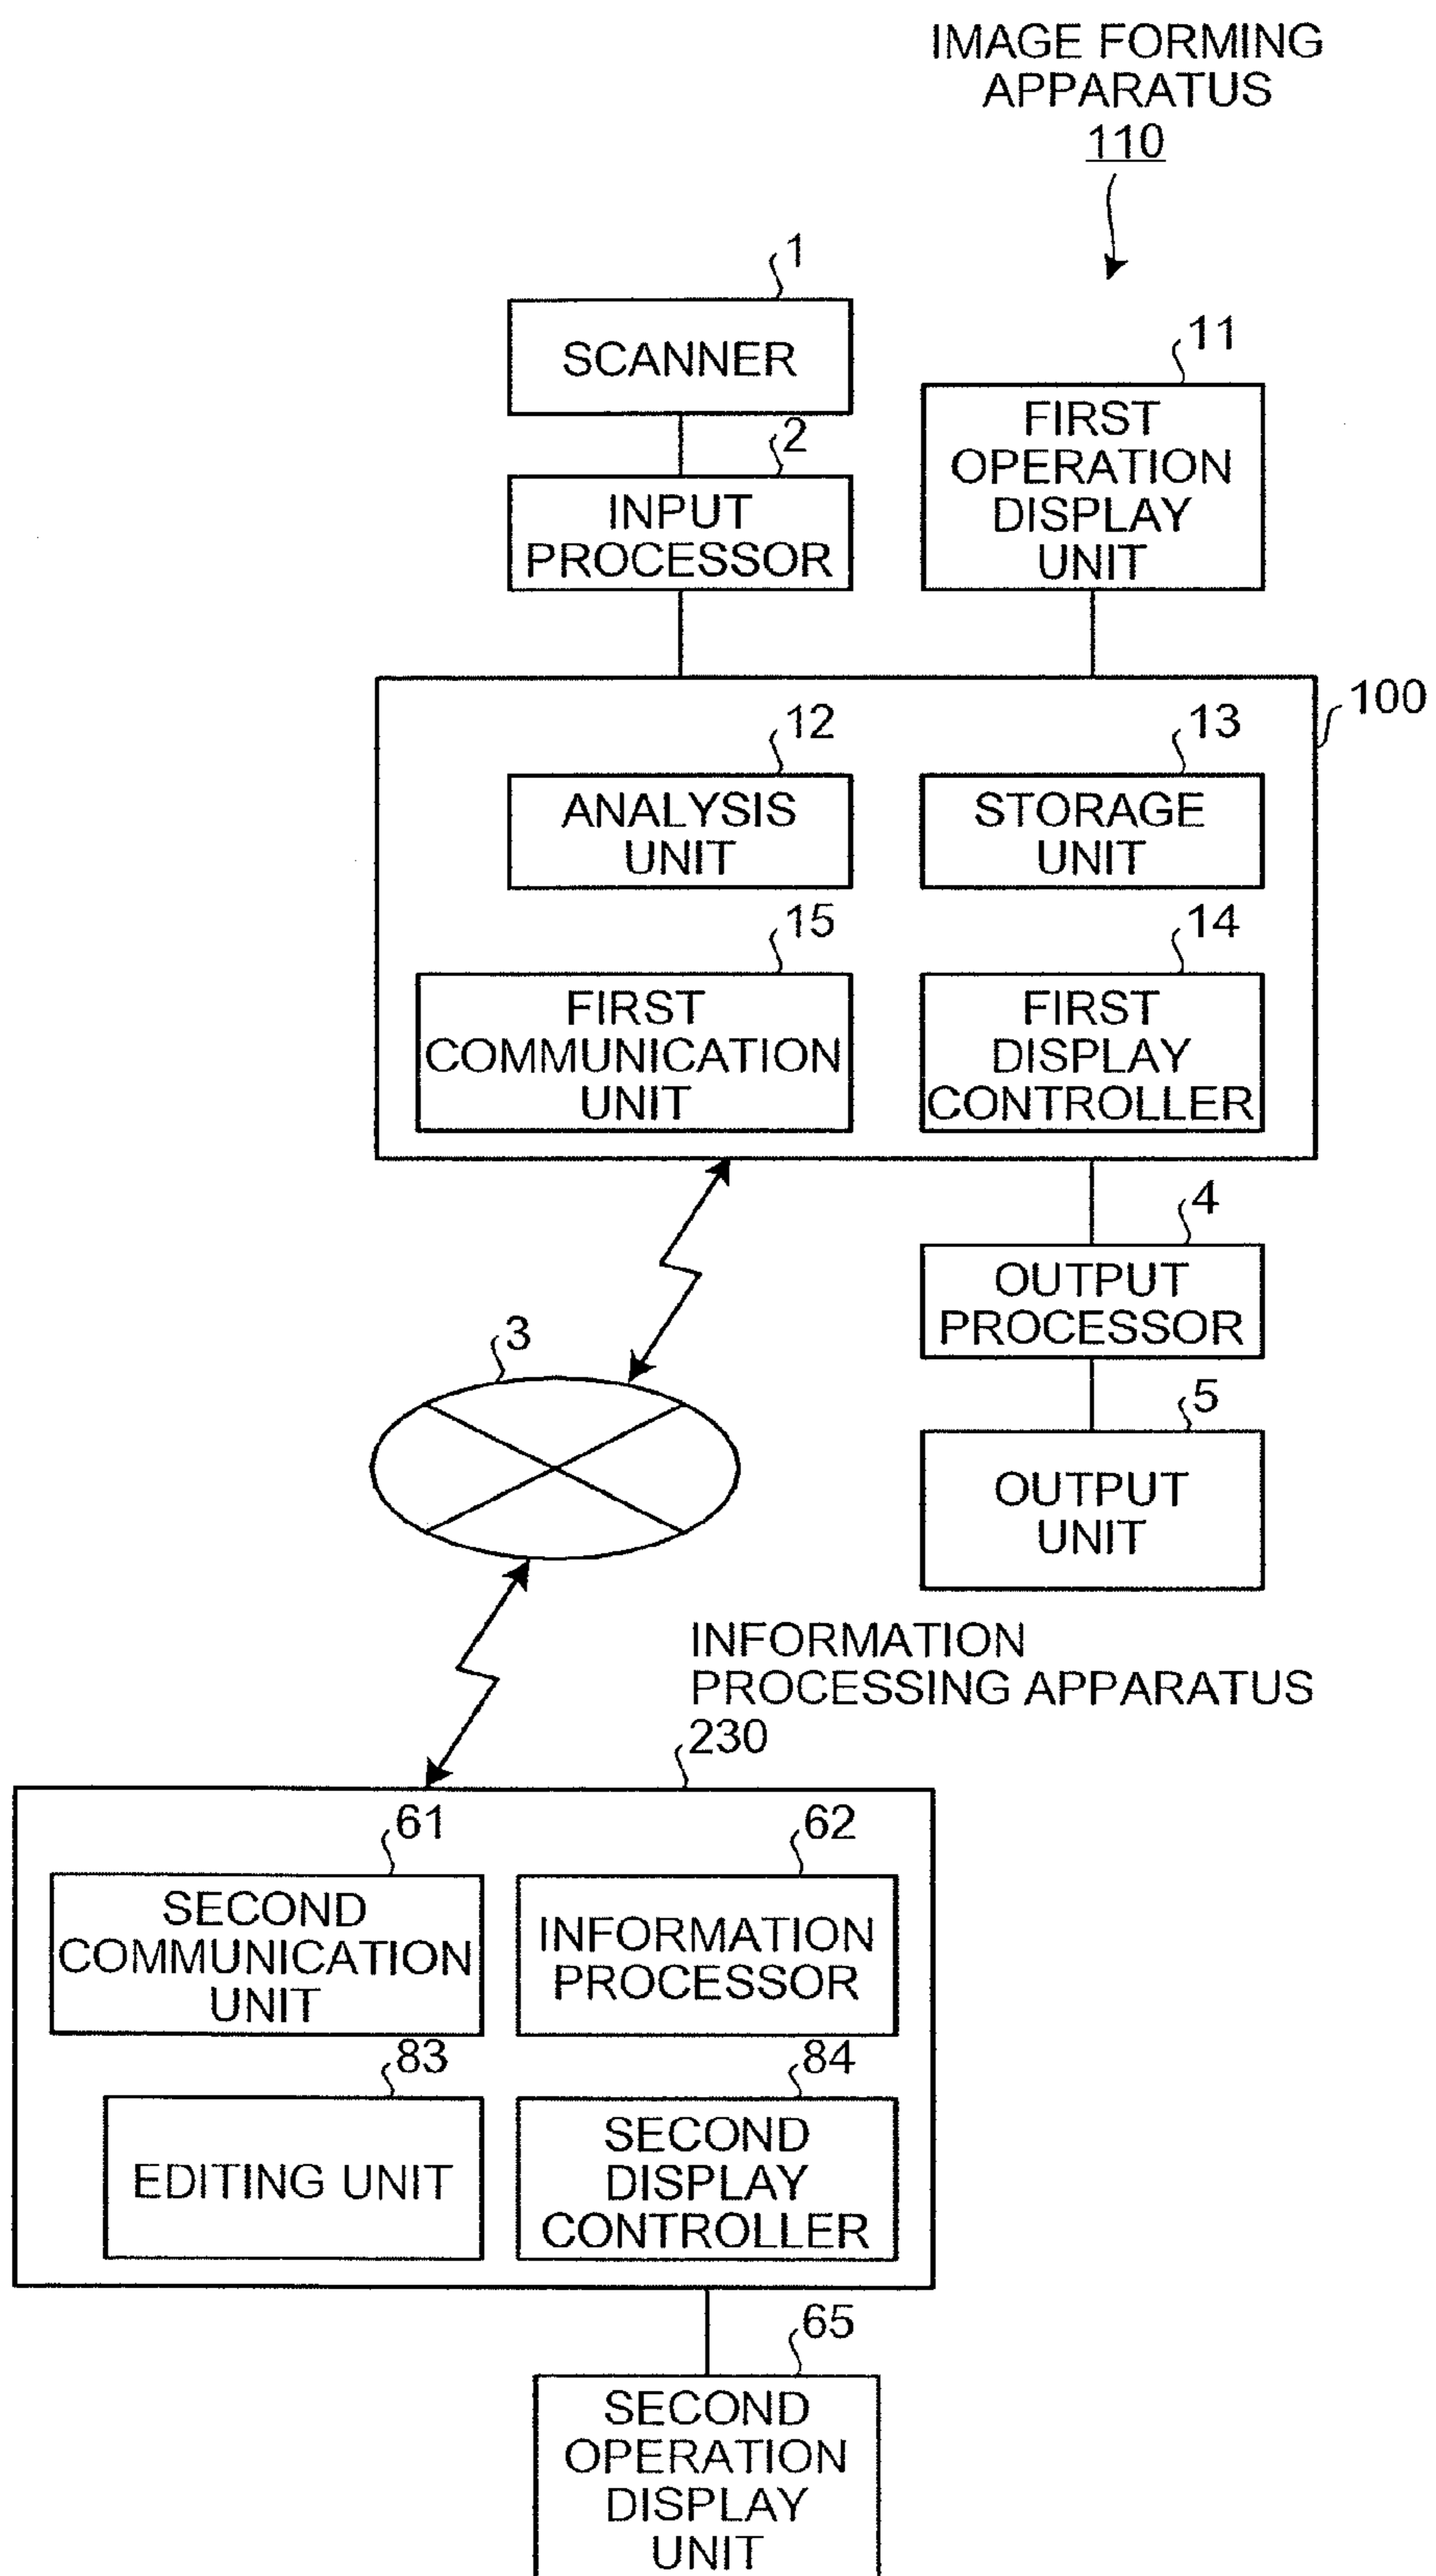 IMAGE FORMING
APPARATUS
110
1
SCANNER
11
FIRST
OPERATION
DISPLAY
UNIT
2
INPUT
PROCESSOR
100
12
ANALYSIS
UNIT
13
STORAGE
UNIT
15
FIRST
COMMUNICATION
UNIT
14
FIRST
DISPLAY
CONTROLLER
4
OUTPUT
PROCESSOR
3
5
OUTPUT
UNIT
INFORMATION
PROCESSING APPARATUS
230
61
SECOND
COMMUNICATION
UNIT
62
INFORMATION
PROCESSOR
83
EDITING UNIT
84
SECOND
DISPLAY
CONTROLLER
65
SECOND
OPERATION
DISPLAY
UNIT